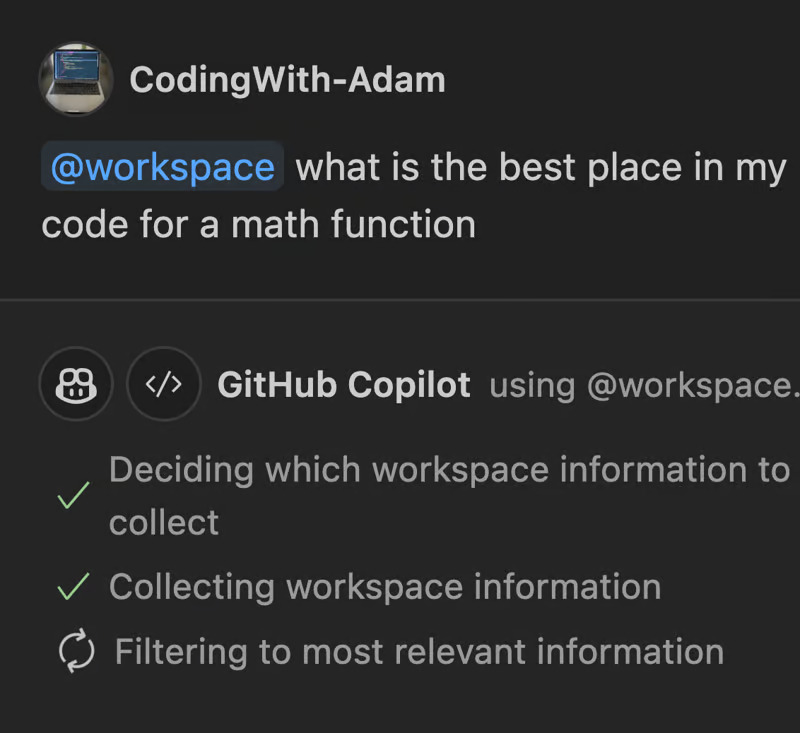 CodingWith-Adam
@workspace what is the best place in my
code for a math function
GitHub Copilot using @workspace.
Deciding which workspace information to
collect
Collecting workspace information
Filtering to most relevant information